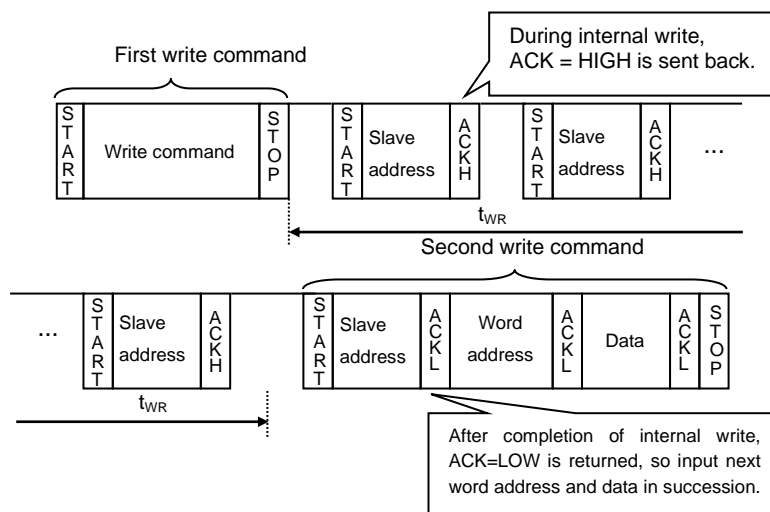 During internal write,
ACK = HIGH is sent back.
First write command
START
Write command
STOP
START
Slave
address
ACKH
START
Slave
address
ACKH
...
tWR
Second write command
...
START
Slave
address
ACKH
START
Slave
address
ACKL
Word
address
ACKL
Data
ACKL
STOP
tWR
After completion of internal write,
ACK=LOW is returned, so input next
word address and data in succession.